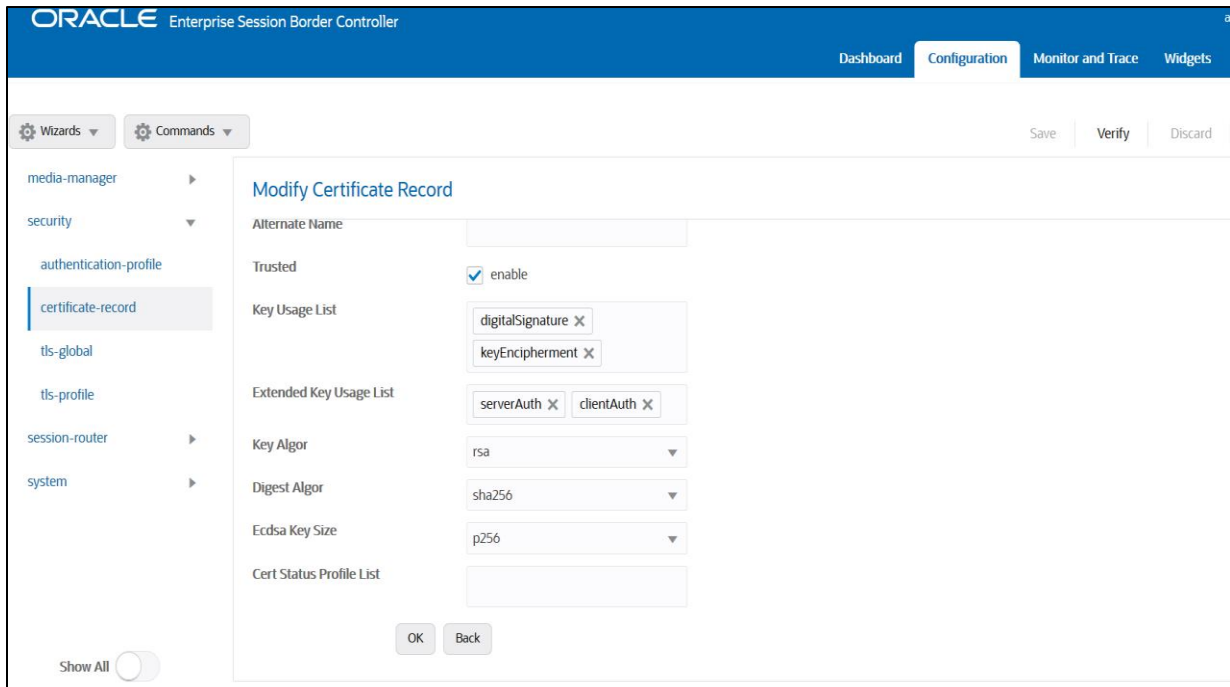 ORACLE Enterprise Session Border Controller
a
Dashboard Configuration Monitor and Trace Widgets
Wizards Commands Save Verify Discard
media-manager
Modify Certificate Record
security
Alternate Name
authentication-profile
Trusted enable
certificate-record
Key Usage List digitalSignature
keyEncipherment
tls-global
tls-profile
Extended Key Usage List serverAuth clientAuth
session-router
Key Algor rsa
system
Digest Algor sha256
Ecdsa Key Size p256
Cert Status Profile List
OK Back
Show All